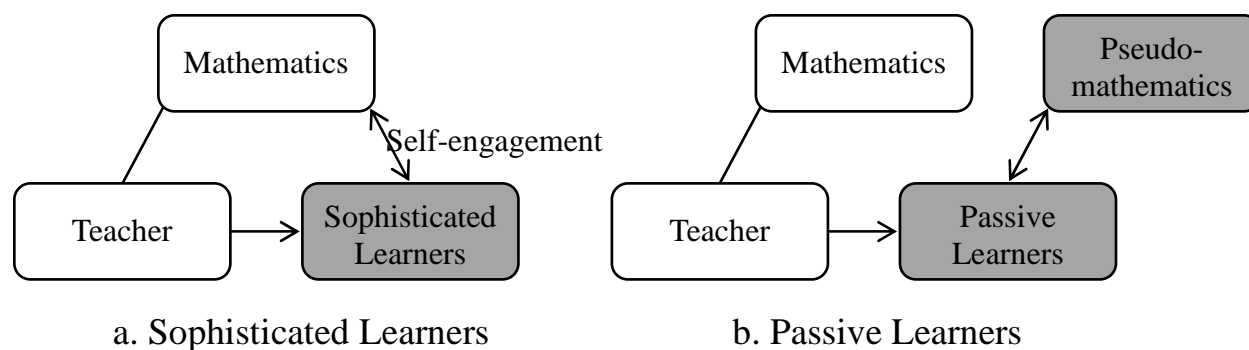 Mathematics
Self-engagement
Teacher
Sophisticated
Learners
a. Sophisticated Learners
Mathematics
Pseudo-
mathematics
Teacher
Passive
Learners
b. Passive Learners